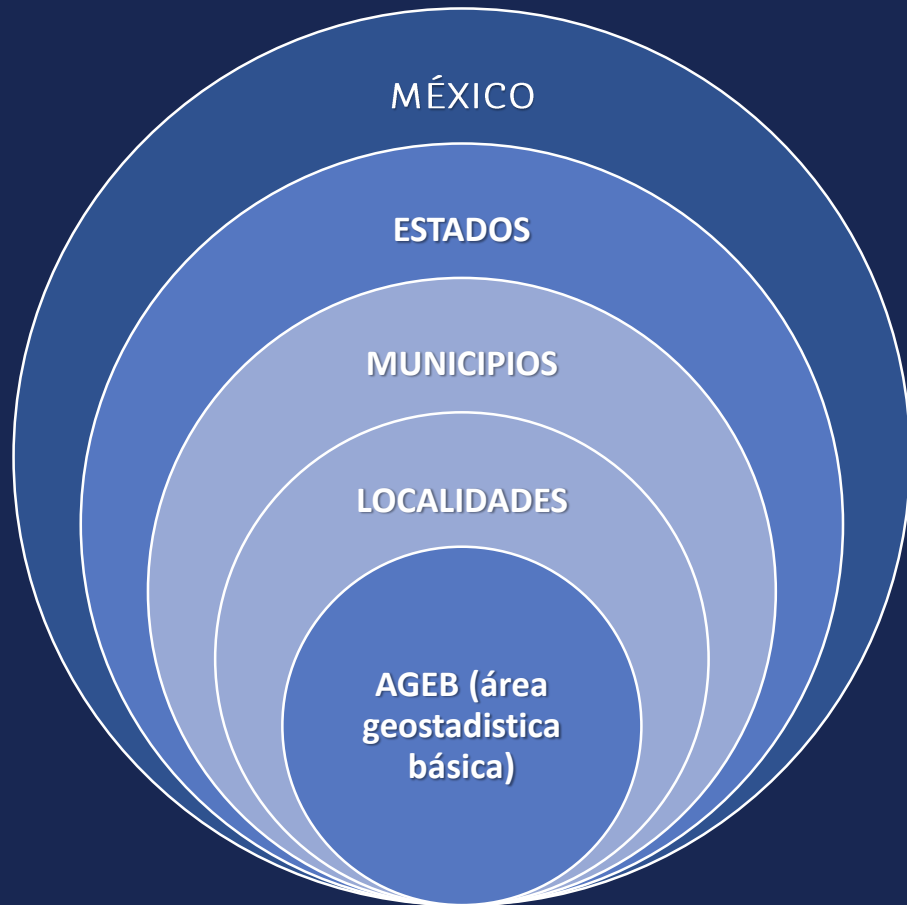 MÉXICO
ESTADOS
MUNICIPIOS
LOCALIDADES
AGEB (área
geostadistica
básica)